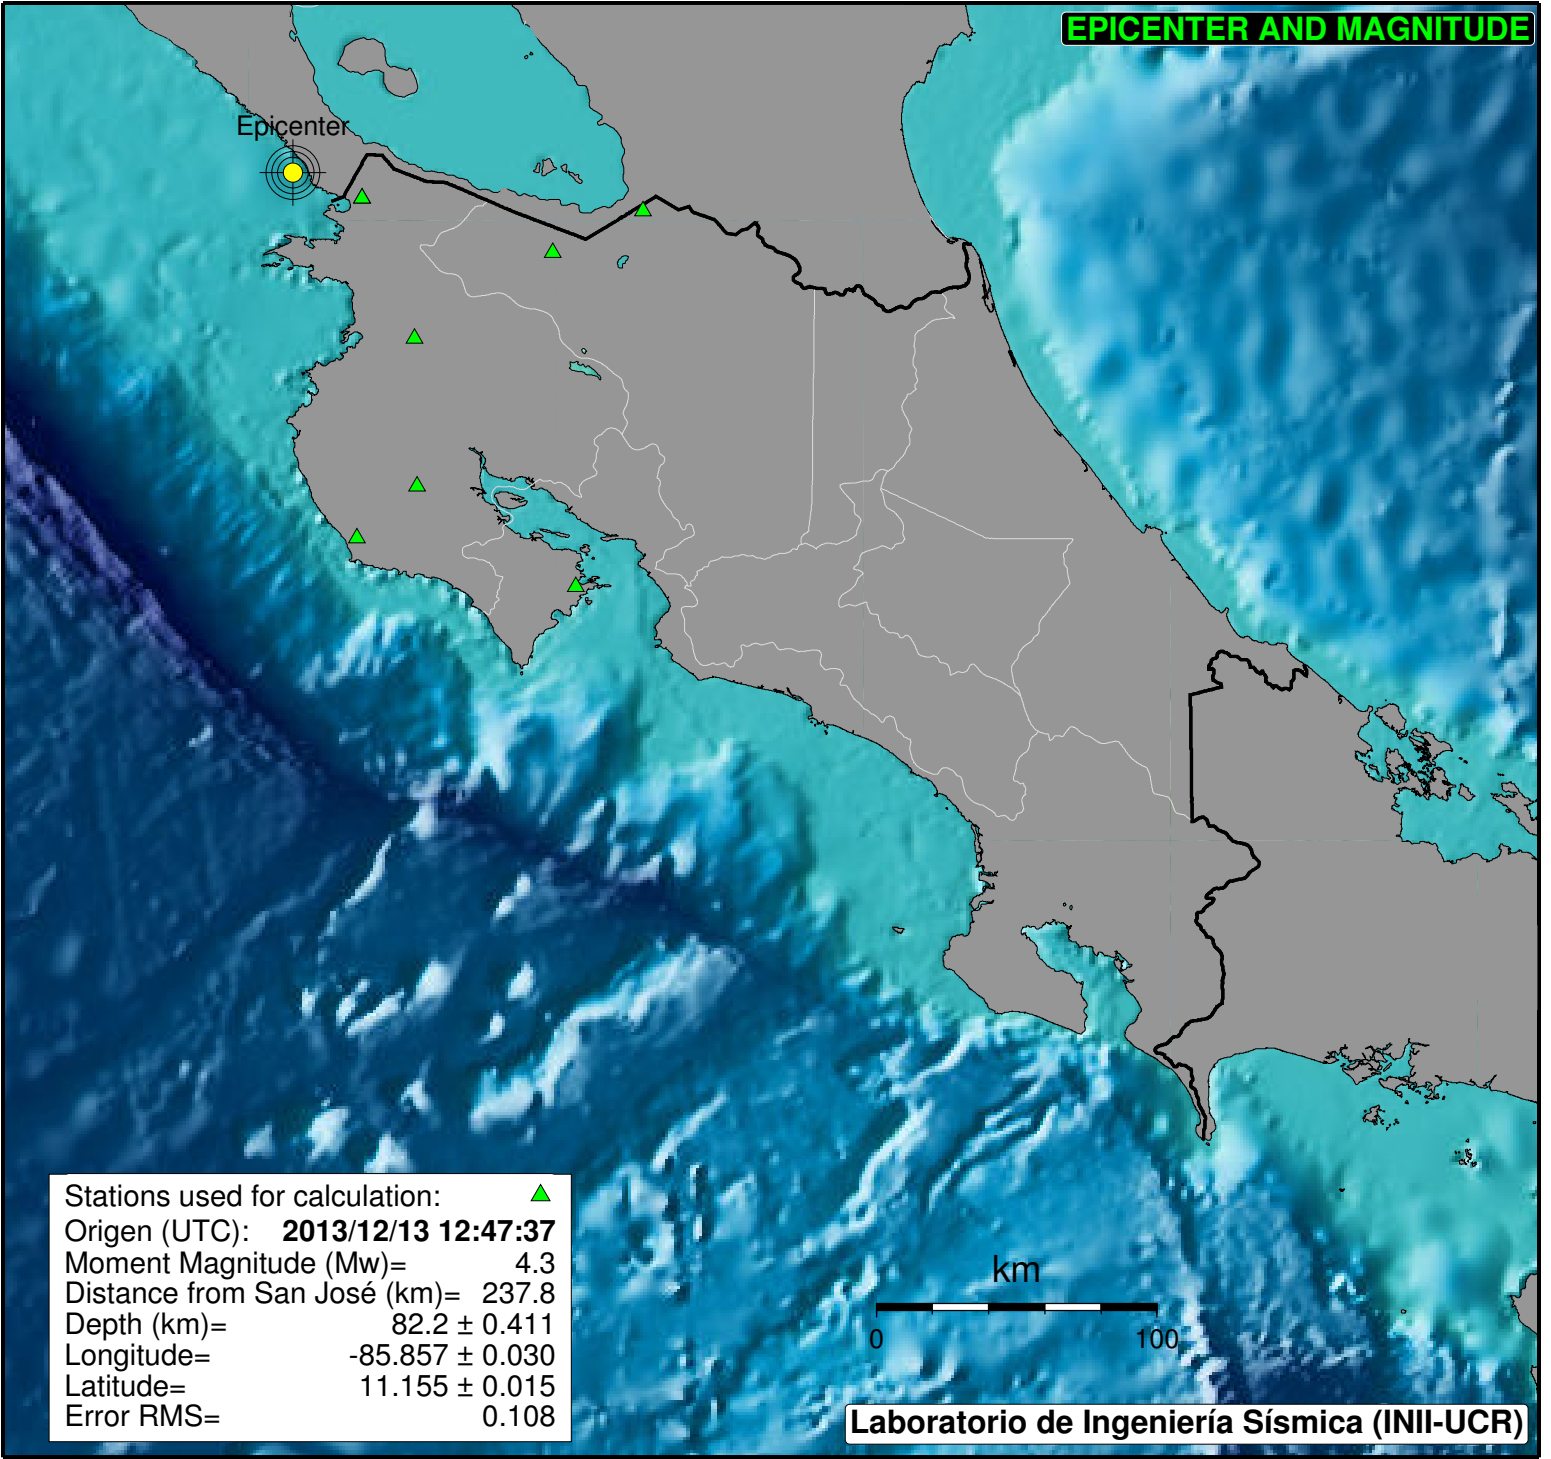 EPICENTER AND MAGNITUDE
Epicenter
Stations used for calculation:
Origen (UTC): 2013/12/13 12:47:37
Moment Magnitude (Mw)= 4.3
Distance from San José (km)= 237.8
Depth (km)= 82.2 ± 0.411
Longitude= -85.857 ± 0.030
Latitude= 11.155 ± 0.015
Error RMS= 0.108
km
0 100
Laboratorio de Ingeniería Sísmica (INII-UCR)